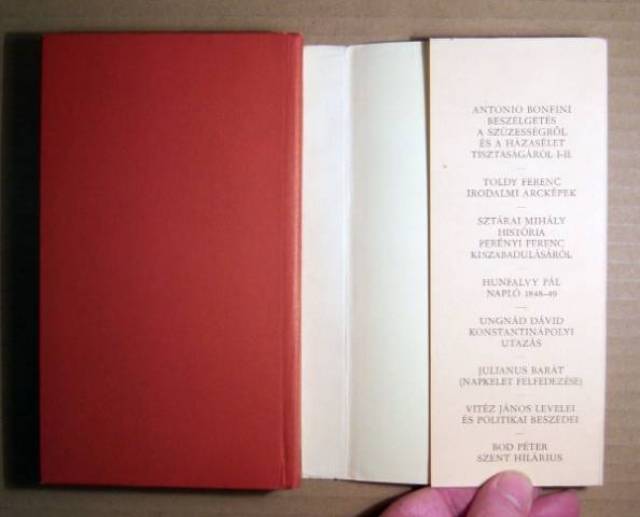 ANTONIO BONFINI
BESZÉLGETÉS
A SZŰZESSÉGRŐL
ÉS A HÁZASÉLET
TISZTASÁGÁRÓL I-II.
TOLDY FERENC
IRODALMI ARCKÉPEK
SZTÁRAI MIHÁLY
HISTÓRIA
PERÉNYI FERENC
KISZABADULÁSÁRÓL
HUNFALVY PÁL
NAPLÓ 1848–49
UNGNÁD DÁVID
KONSTANTINÁPOLYI
UTAZÁS
JULIANUS BARÁT
(NAPKELET FELFEDEZÉSE)
VITÉZ JÁNOS LEVELEI
ÉS POLITIKAI BESZÉDEI
BOD PÉTER
SZENT HILÁRIUS